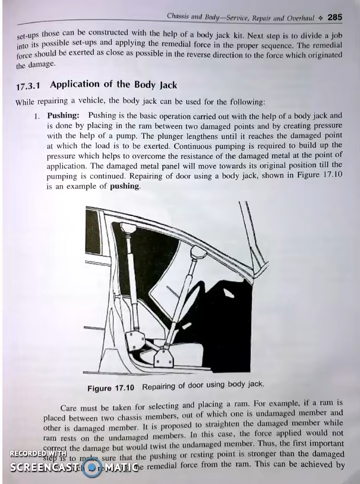 Chassis and Body—Service, Repair and Overhaul ❖ 285
set-ups those can be constructed with the help of a body jack kit. Next step is to divide a job
into its possible set-ups and applying the remedial force in the proper sequence. The remedial
force should be exerted as close as possible in the reverse direction to the force which originated
the damage.
17.3.1 Application of the Body Jack
While repairing a vehicle, the body jack can be used for the following:
1. Pushing: Pushing is the basic operation carried out with the help of a body jack and
is done by placing in the ram between two damaged points and by creating pressure
with the help of a pump. The plunger lengthens until it reaches the damaged point
at which the load is to be exerted. Continuous pumping is required to build up the
pressure which helps to overcome the resistance of the damaged metal at the point of
application. The damaged metal panel will move towards its original position till the
pumping is continued. Repairing of door using a body jack, shown in Figure 17.10
is an example of pushing.
Figure 17.10 Repairing of door using body jack.
Care must be taken for selecting and placing a ram. For example, if a ram is
placed between two chassis members, out of which one is undamaged member and
other is damaged member. It is proposed to straighten the damaged member while
ram rests on the undamaged members. In this case, the force applied would not
correct the damage but would twist the undamaged member. Thus, the first important
step is to make sure that the pushing or resting point is stronger than the damaged
the remedial force from the ram. This can be achieved by
RECORDED WITH
SCREENCAST MATIC